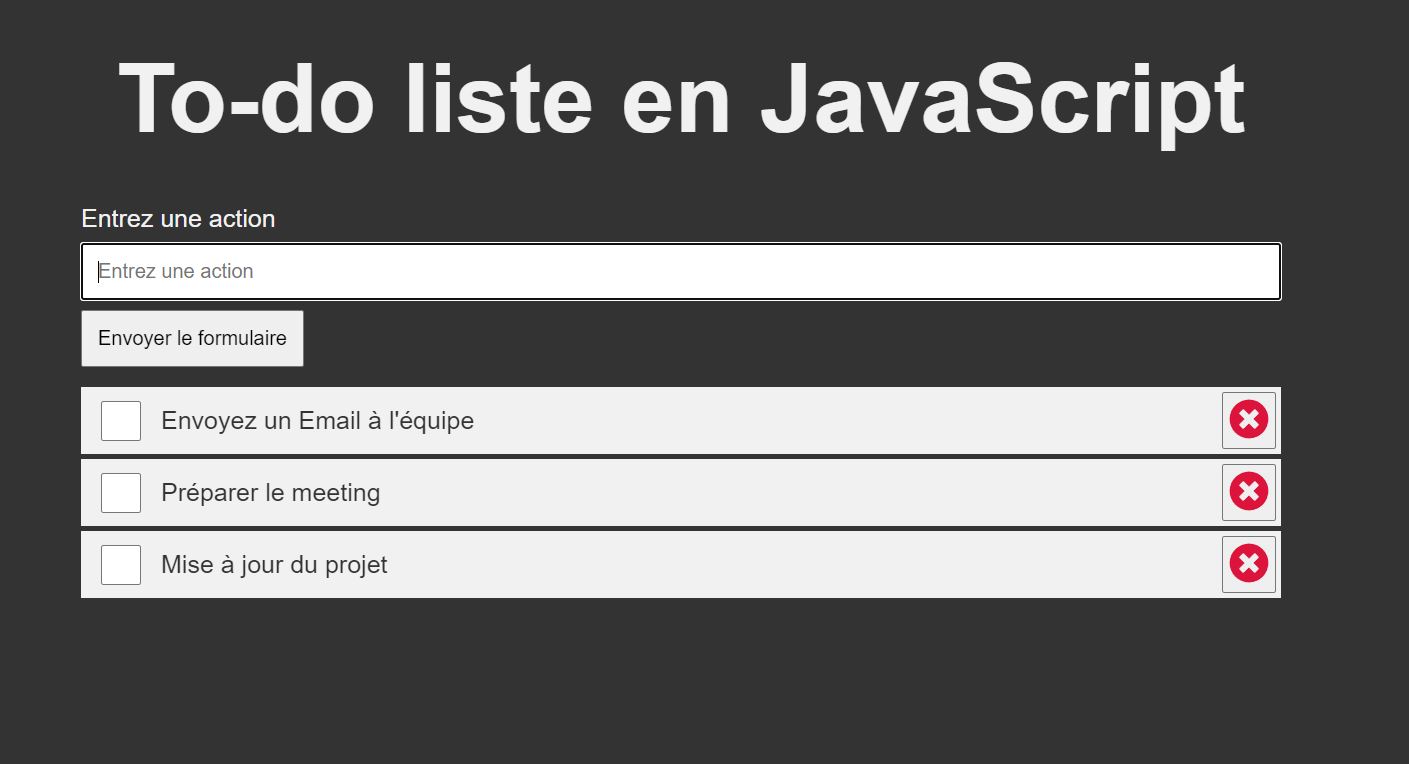 To-do liste en JavaScript
Entrez une action
Entrez une action
Envoyer le formulaire
Envoyez un Email à l'équipe
Préparer le meeting
Mise à jour du projet